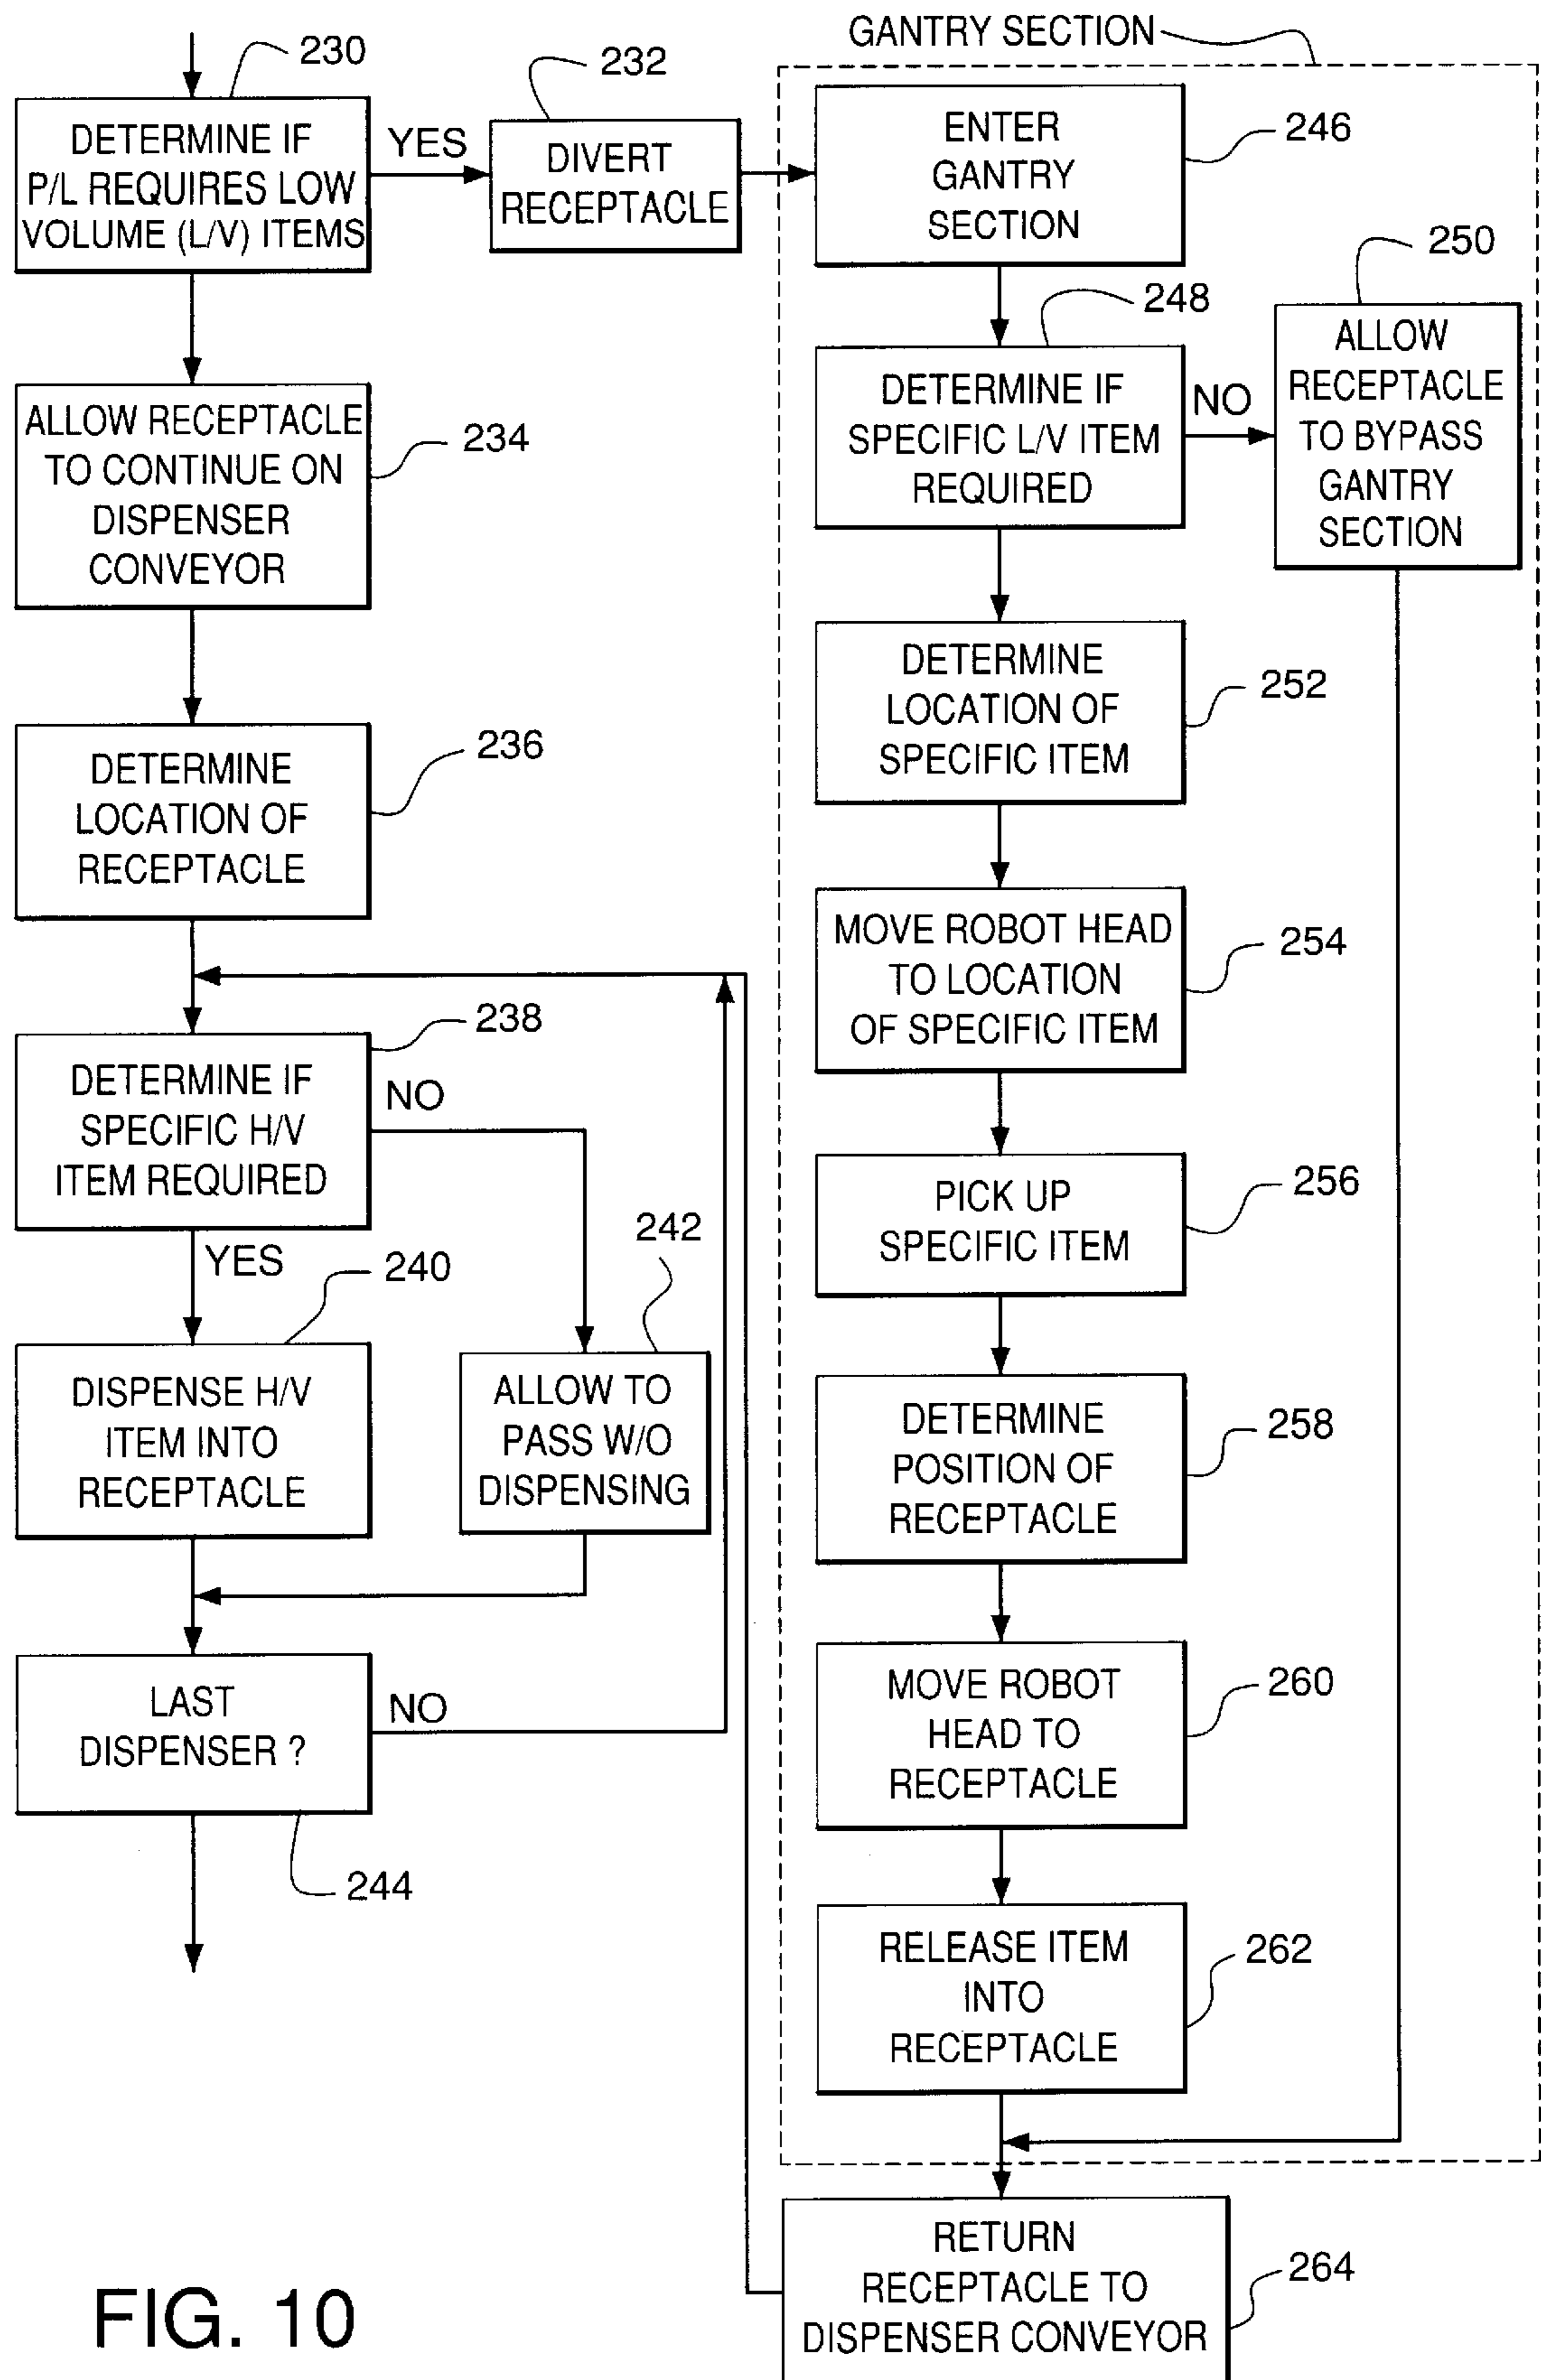 GANTRY SECTION
230
DETERMINE IF
P/L REQUIRES LOW
VOLUME (L/V) ITEMS
YES
232
DIVERT
RECEPTACLE
246
ENTER
GANTRY
SECTION
248
DETERMINE IF
SPECIFIC L/V ITEM
REQUIRED
NO
250
ALLOW
RECEPTACLE
TO BYPASS
GANTRY
SECTION
234
ALLOW RECEPTACLE
TO CONTINUE ON
DISPENSER
CONVEYOR
236
DETERMINE
LOCATION OF
RECEPTACLE
238
DETERMINE IF
SPECIFIC H/V
ITEM REQUIRED
NO
YES
240
DISPENSE H/V
ITEM INTO
RECEPTACLE
242
ALLOW TO
PASS W/O
DISPENSING
LAST
DISPENSER ?
NO
244
252
DETERMINE
LOCATION OF
SPECIFIC ITEM
254
MOVE ROBOT HEAD
TO LOCATION
OF SPECIFIC ITEM
256
PICK UP
SPECIFIC ITEM
258
DETERMINE
POSITION OF
RECEPTACLE
260
MOVE ROBOT
HEAD TO
RECEPTACLE
262
RELEASE ITEM
INTO
RECEPTACLE
264
RETURN
RECEPTACLE TO
DISPENSER CONVEYOR
FIG. 10